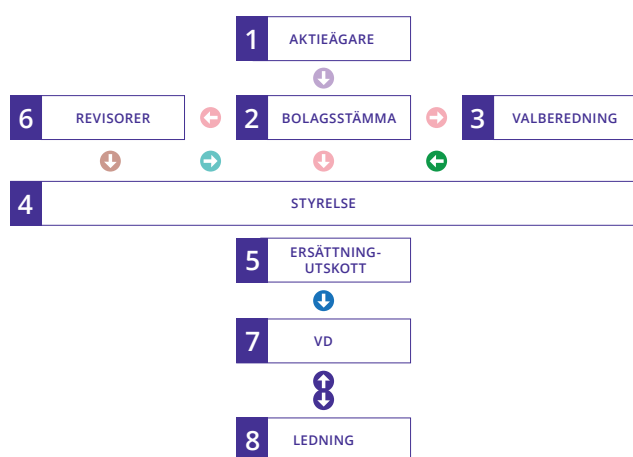 1 AKTIEÄGARE
6 REVISORER
2 BOLAGSSTÄMMA
3 VALBEREDNING
4 STYRELSE
5 ERSÄTTNING-
UTSKOTT
7 VD
8 LEDNING